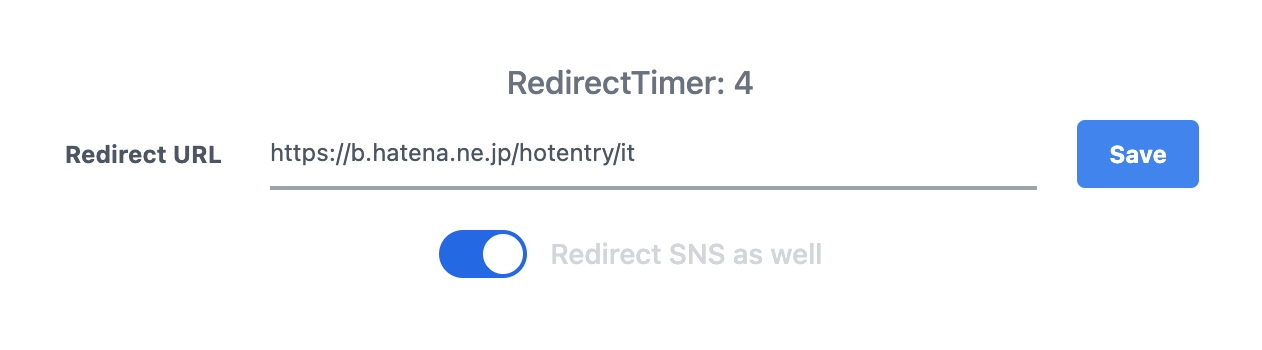 RedirectTimer: 4
Redirect URL https://b.hatena.ne.jp/hotentry/it Save
Redirect SNS as well